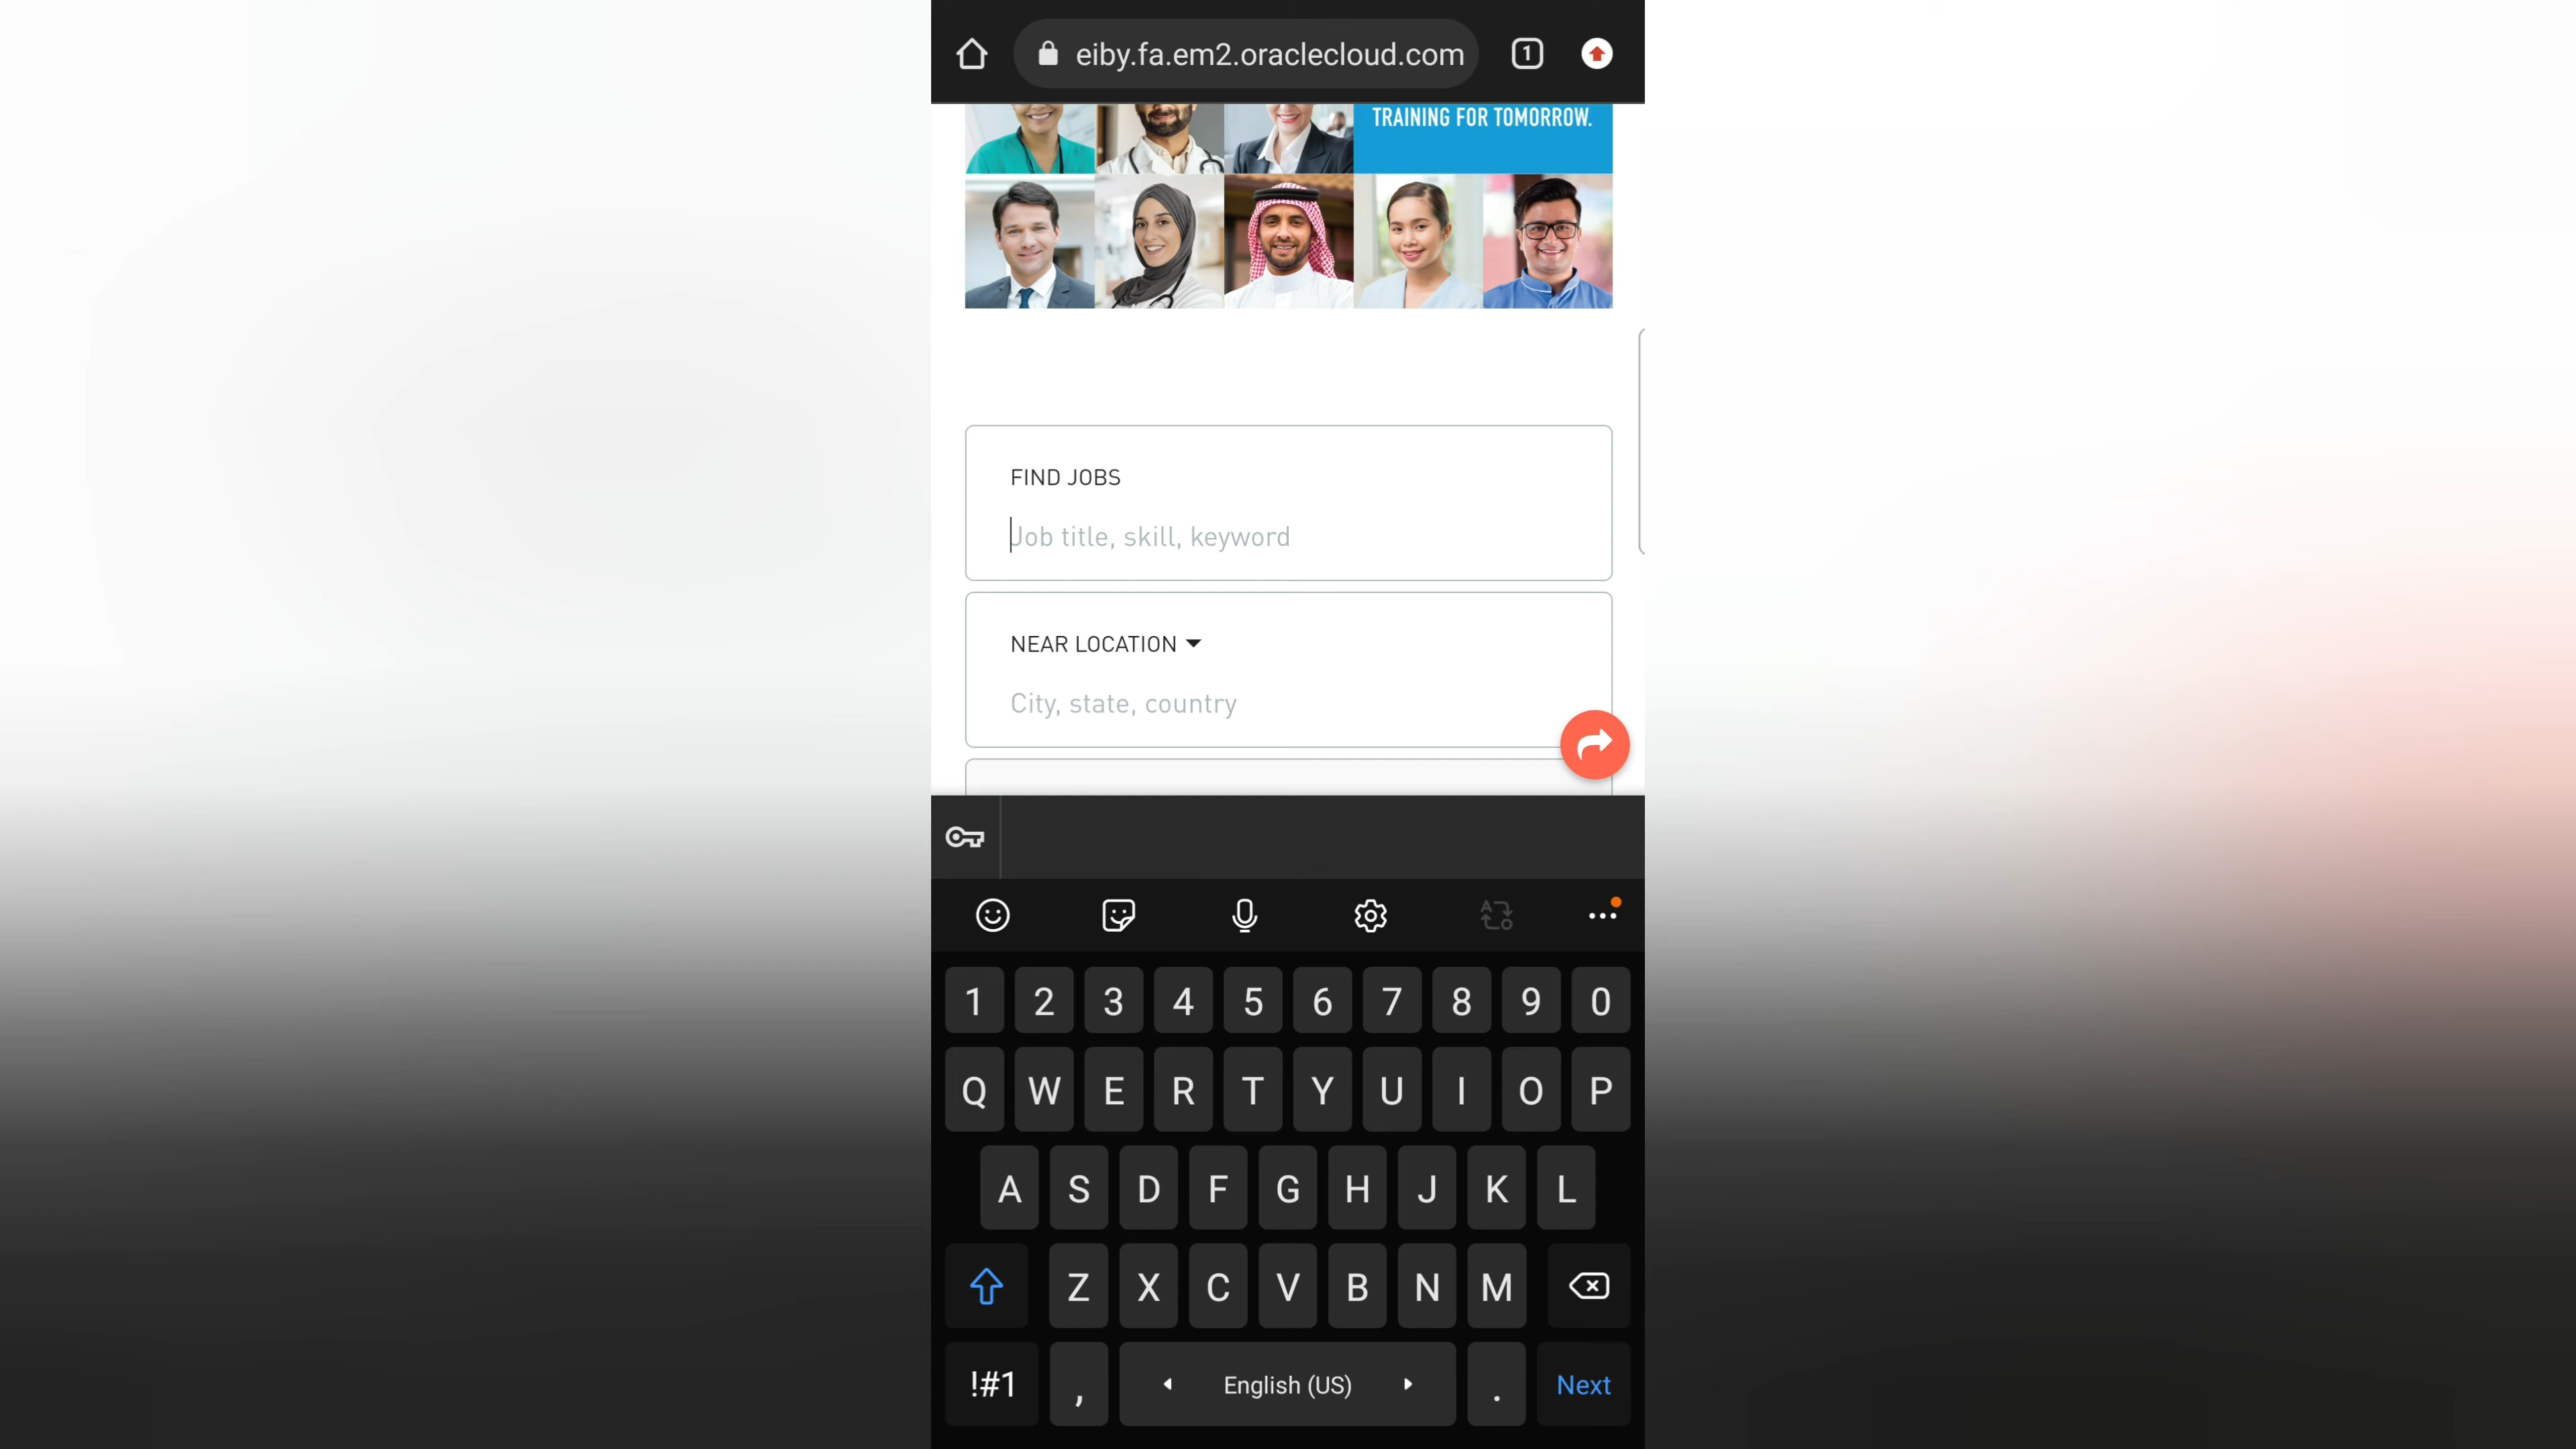 eiby.fa.em2.oraclecloud.com
1
TRAINING FOR TOMORROW.
FIND JOBS
Job title, skill, keyword
NEAR LOCATION
City, state, country
1 2 3 4 5 6 7 8 9 0
Q W E R T Y U I O P
A S D F G H J K L
Z X C V B N M
!#1 , English (US) . Next